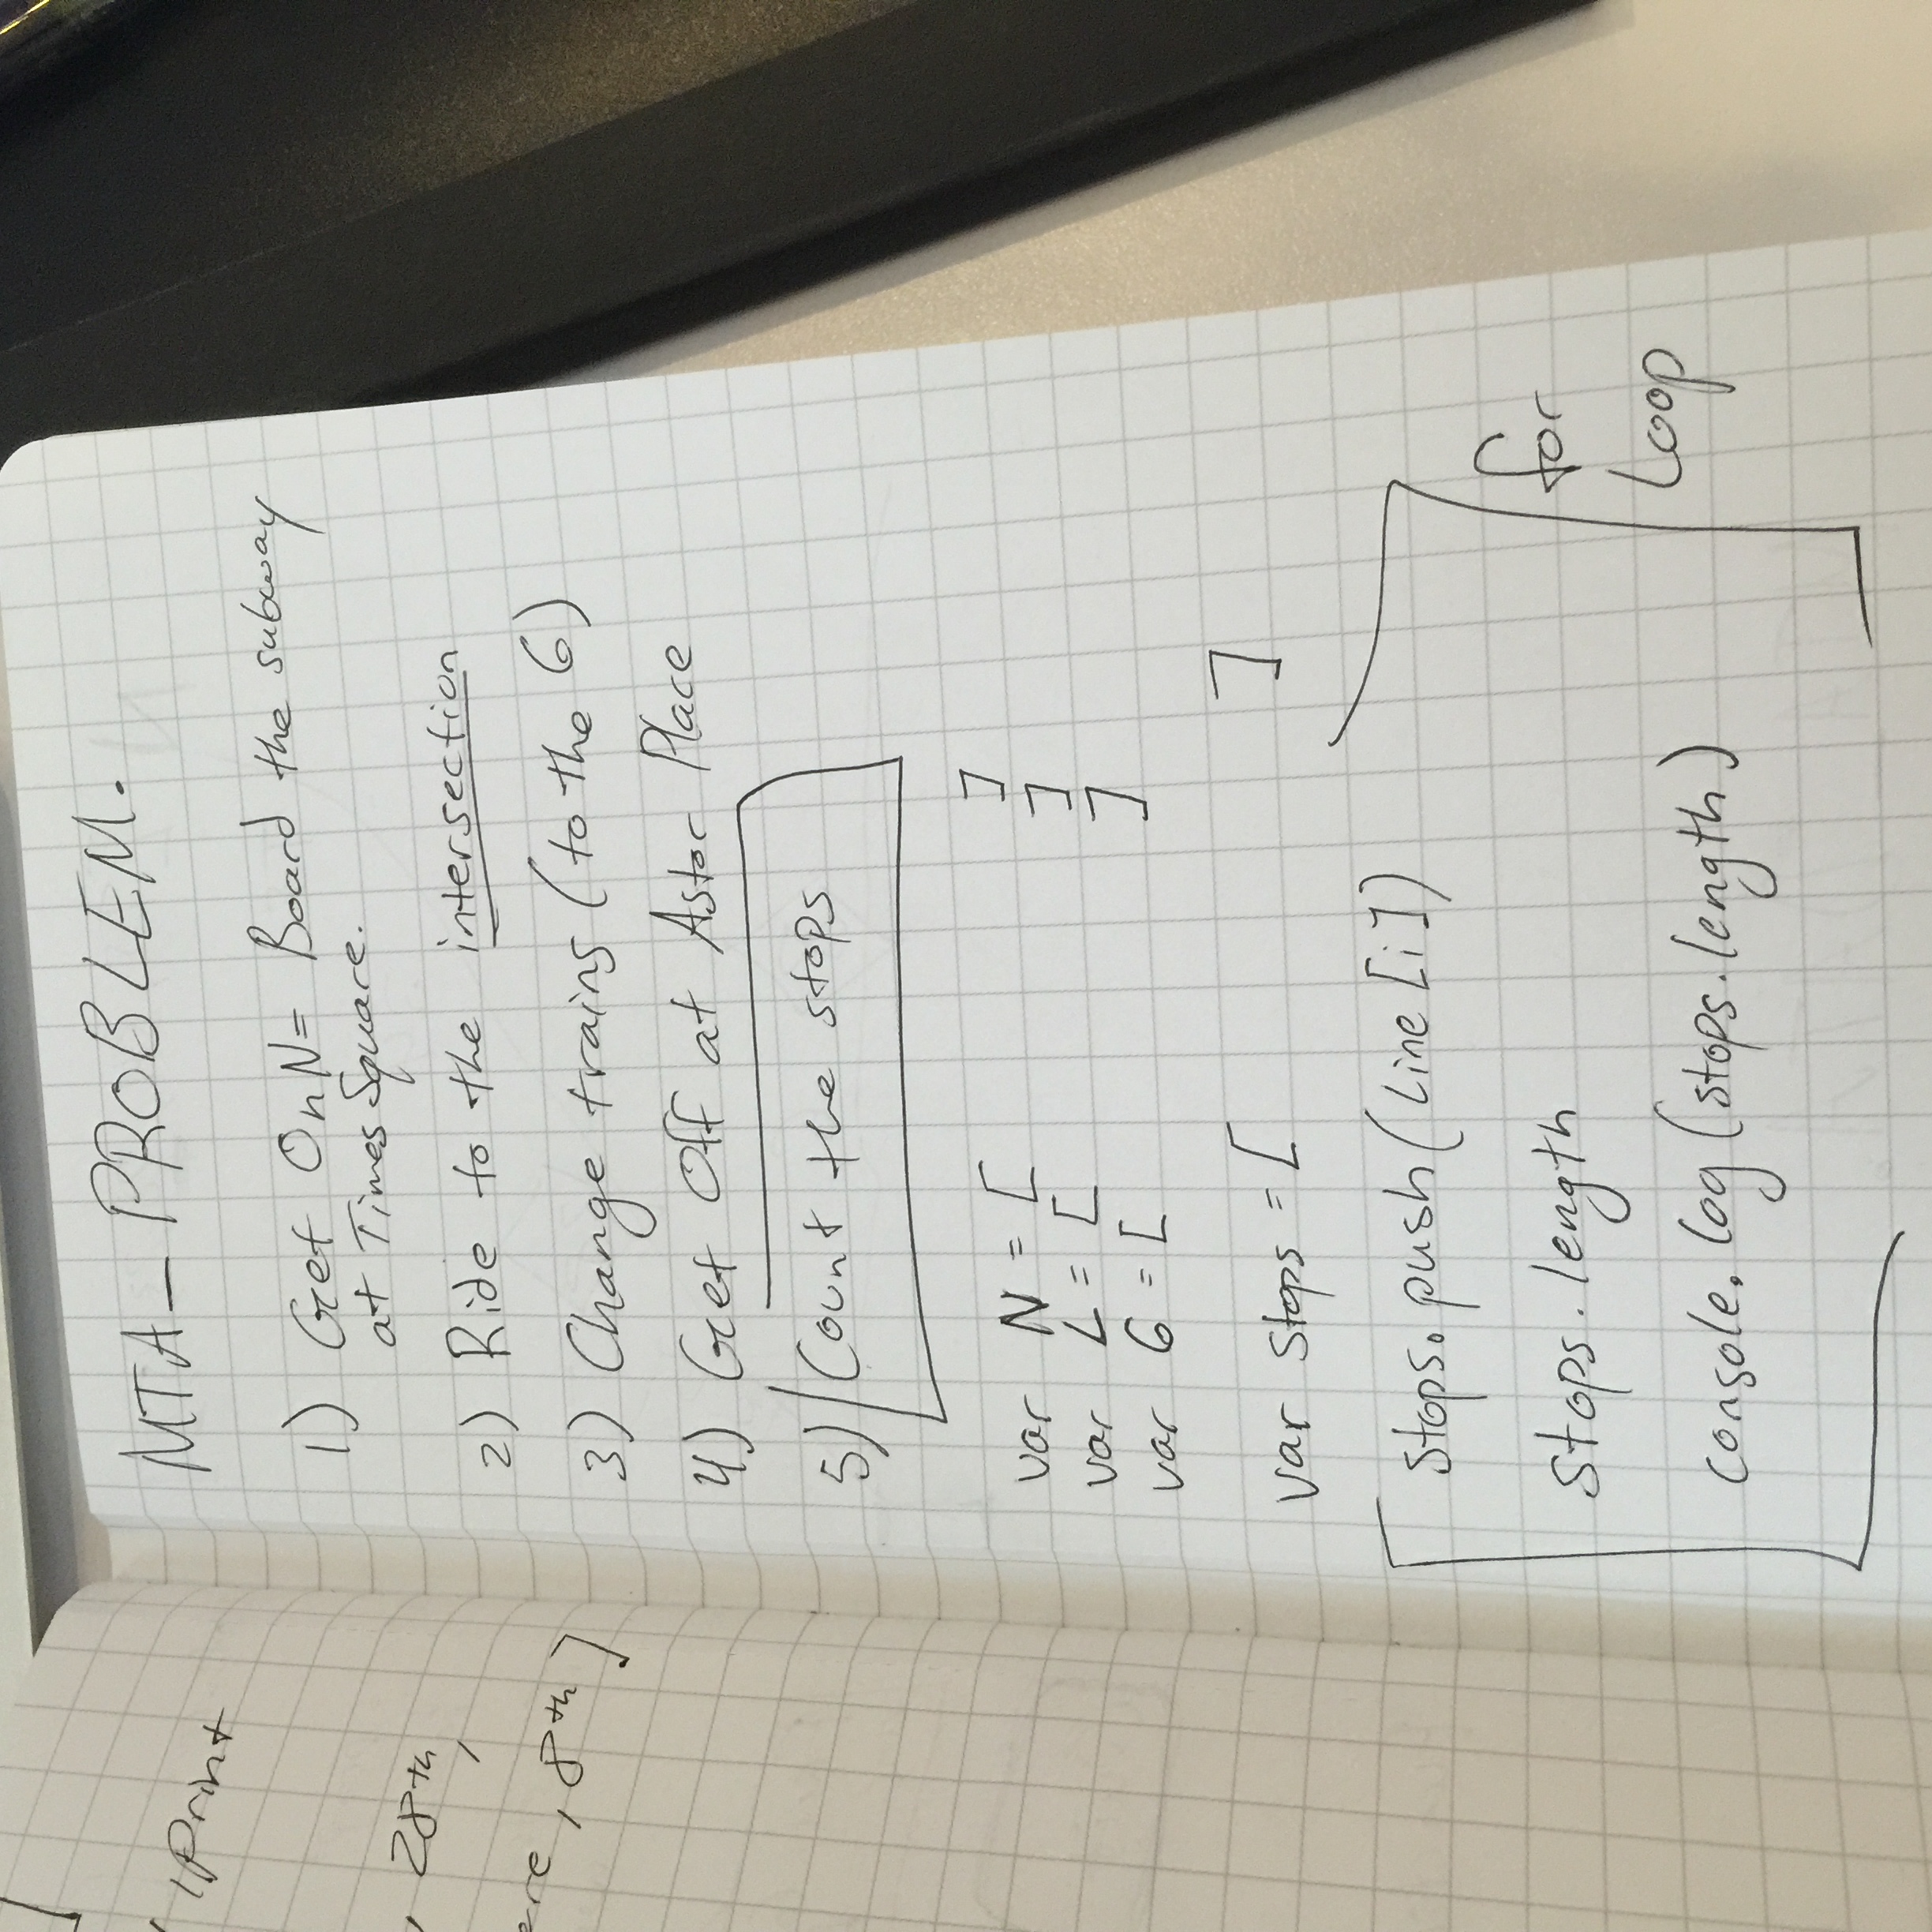 , print
, 28th,
ere, 8th]
MTA_PROBLEM.
1) Get On N= Board the subway
at Times Square.
2) Ride to the intersection
3) Change trains (to the 6)
4) Get Off at Astor Place
5) Count the stops
var N = [ ]
var L = [ ]
var 6 = [ ]
var stops = [ ]
stops.push(line[i])
stops.length
console.log(stops.length)
for
loop